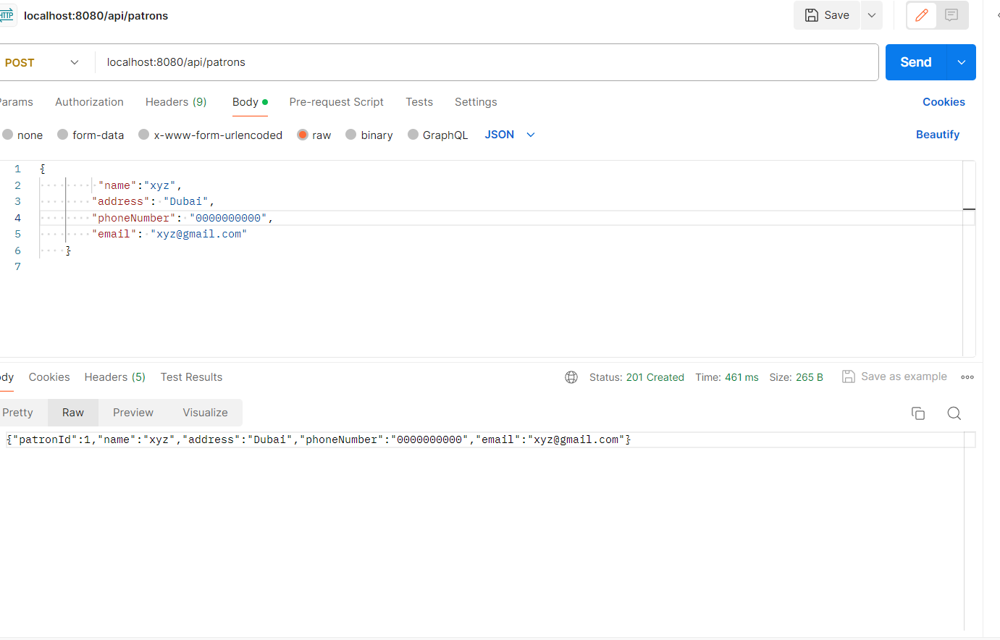 HTTP localhost:8080/api/patrons Save
POST localhost:8080/api/patrons Send
Params Authorization Headers (9) Body Pre-request Script Tests Settings Cookies
none form-data x-www-form-urlencoded raw binary GraphQL JSON Beautify
1 {
2 "name":"xyz",
3 "address": "Dubai",
4 "phoneNumber": "0000000000",
5 "email": "xyz@gmail.com"
6 }
7
ody Cookies Headers (5) Test Results Status: 201 Created Time: 461 ms Size: 265 B Save as example
Pretty Raw Preview Visualize
{"patronId":1,"name":"xyz","address":"Dubai","phoneNumber":"0000000000","email":"xyz@gmail.com"}